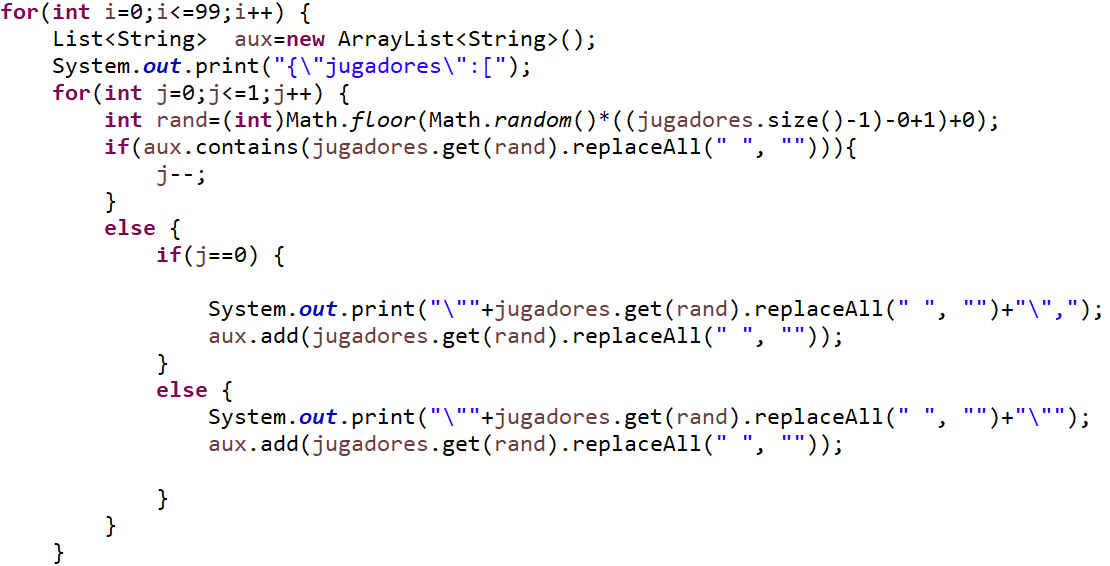 for(int i=0;i<=99;i++) {
    List<String>  aux=new ArrayList<String>();
    System.out.print("{\"jugadores\":[");
    for(int j=0;j<=1;j++) {
        int rand=(int)Math.floor(Math.random()*((jugadores.size()-1)-0+1)+0);
        if(aux.contains(jugadores.get(rand).replaceAll(" ", ""))){
            j--;
        }
        else {
            if(j==0) {

                System.out.print("\""+jugadores.get(rand).replaceAll(" ", "")+"\",");
                aux.add(jugadores.get(rand).replaceAll(" ", ""));
            }
            else {
                System.out.print("\""+jugadores.get(rand).replaceAll(" ", "")+"\"");
                aux.add(jugadores.get(rand).replaceAll(" ", ""));

            }
        }
    }